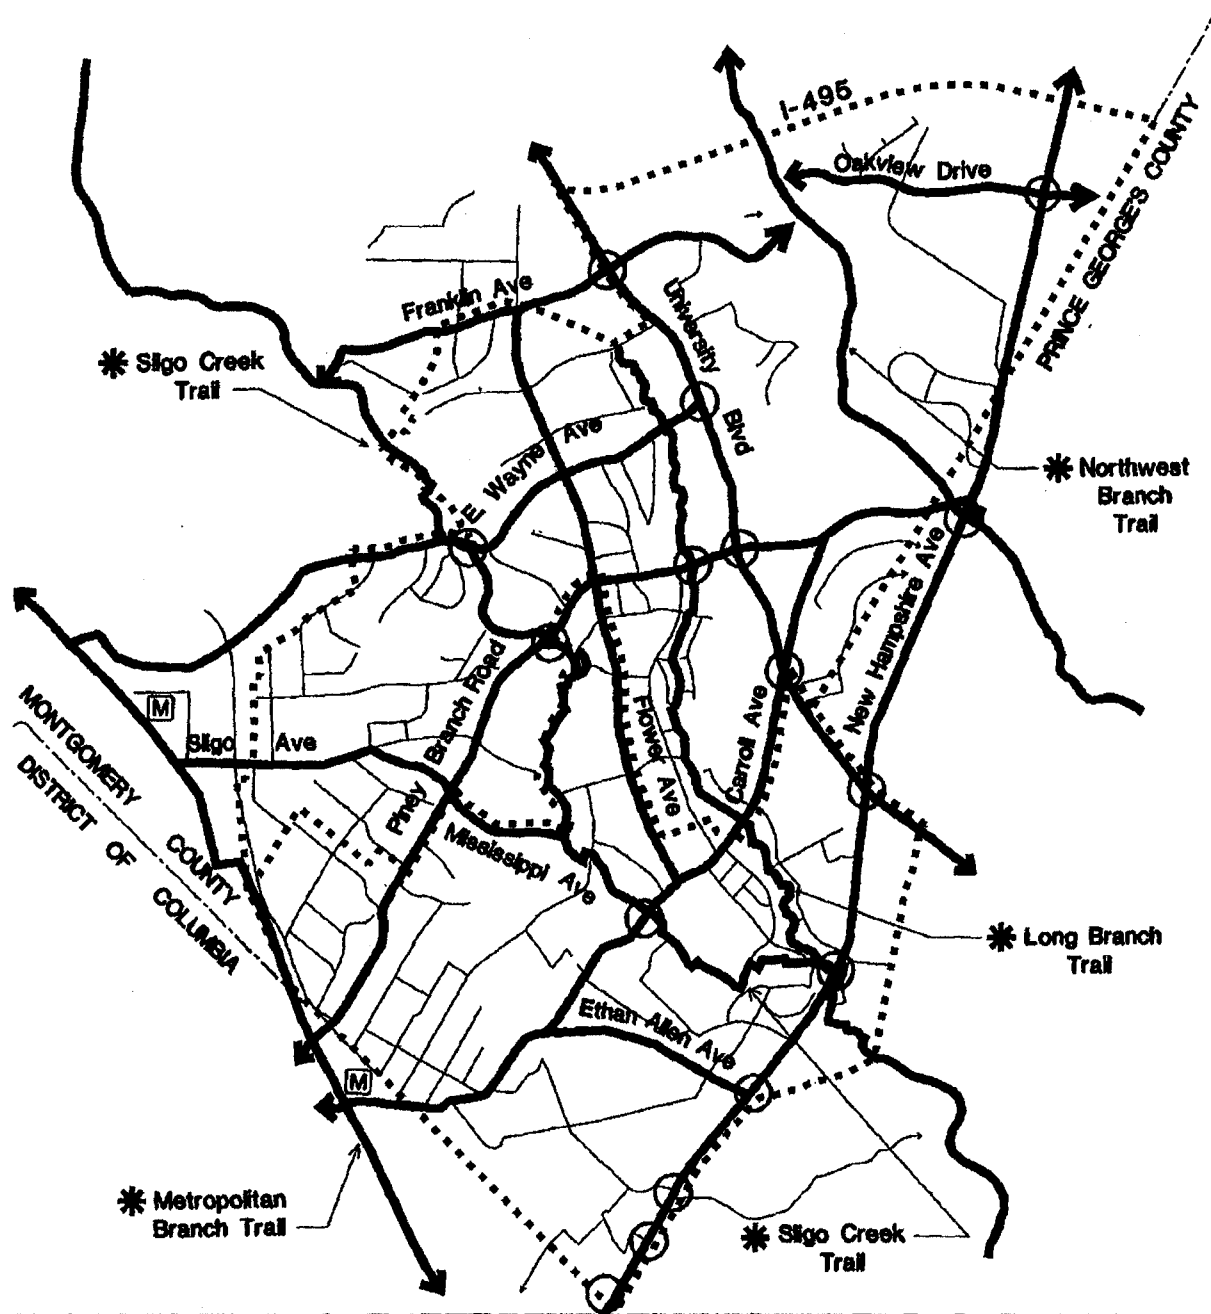 I-495
Oakview Drive
PRINCE GEORGE'S COUNTY
Franklin Ave
University
Blvd
✱ Sligo Creek
Trail
E Wayne Ave
✱ Northwest
Branch
Trail
New Hampshire Ave
Piney Branch Road
M
Sligo Ave
Flower Ave
Carroll Ave
MONTGOMERY COUNTY
DISTRICT OF COLUMBIA
Mississippi Ave
✱ Long Branch
Trail
Ethan Allen Ave
M
✱ Metropolitan
Branch Trail
✱ Sligo Creek
Trail